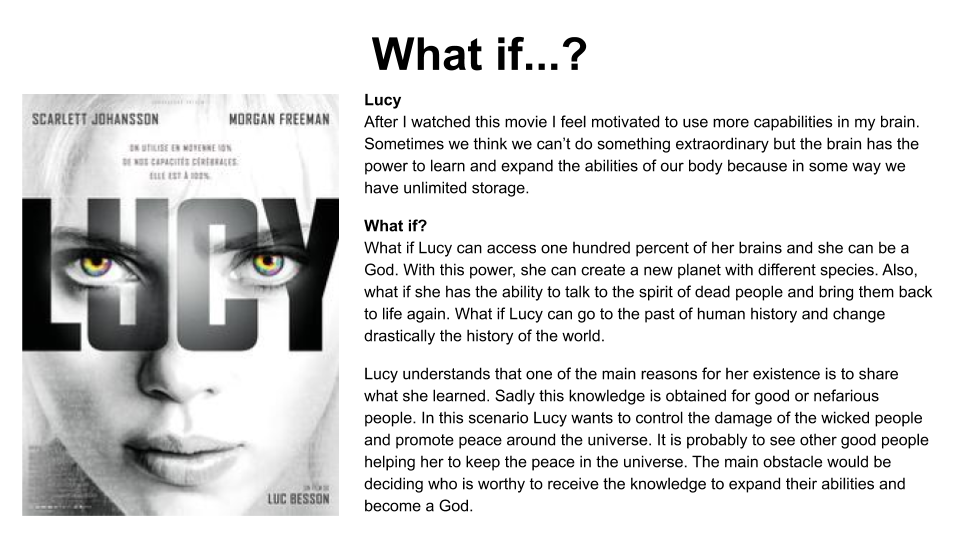 What if...?
SCARLETT JOHANSSON MORGAN FREEMAN
ON UTILISE EN MOYENNE 10%
DE NOS CAPACITÉS CÉRÉBRALES.
ELLE EST À 100%.
LUCY
UN FILM DE
LUC BESSON
Lucy
After I watched this movie I feel motivated to use more capabilities in my brain.
Sometimes we think we can’t do something extraordinary but the brain has the
power to learn and expand the abilities of our body because in some way we
have unlimited storage.
What if?
What if Lucy can access one hundred percent of her brains and she can be a
God. With this power, she can create a new planet with different species. Also,
what if she has the ability to talk to the spirit of dead people and bring them back
to life again. What if Lucy can go to the past of human history and change
drastically the history of the world.
Lucy understands that one of the main reasons for her existence is to share
what she learned. Sadly this knowledge is obtained for good or nefarious
people. In this scenario Lucy wants to control the damage of the wicked people
and promote peace around the universe. It is probably to see other good people
helping her to keep the peace in the universe. The main obstacle would be
deciding who is worthy to receive the knowledge to expand their abilities and
become a God.